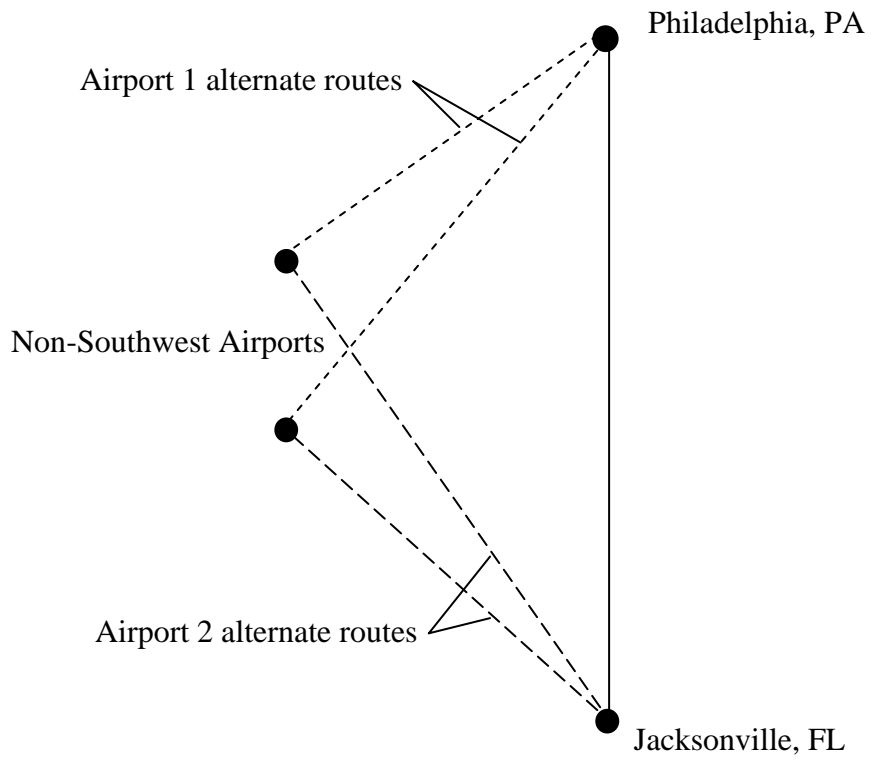 Philadelphia, PA
Airport 1 alternate routes
Non-Southwest Airports
Airport 2 alternate routes
Jacksonville, FL